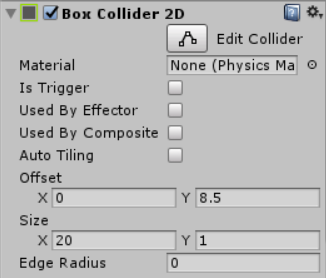 Box Collider 2D
Edit Collider
Material None (Physics Ma
Is Trigger
Used By Effector
Used By Composite
Auto Tiling
Offset
X 0 Y 8.5
Size
X 20 Y 1
Edge Radius 0